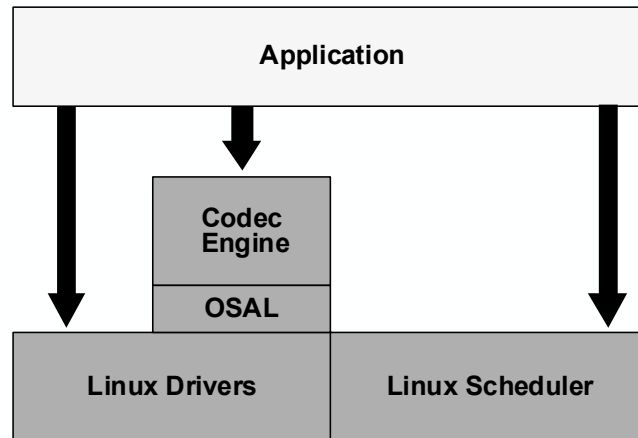 Application
Codec
Engine
OSAL
Linux Drivers
Linux Scheduler